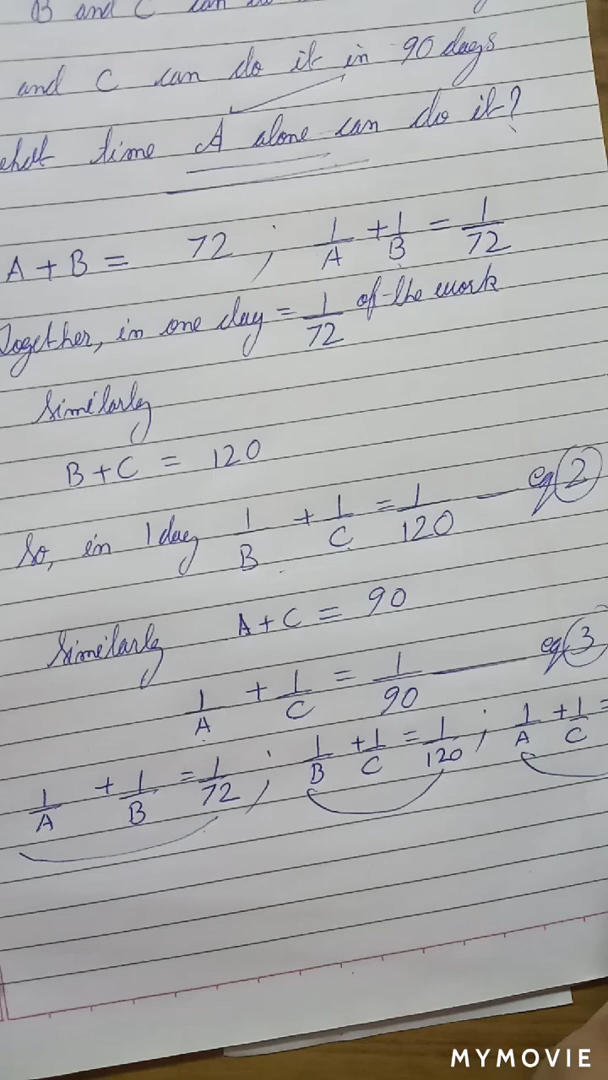 B and C can do
and C can do it in 90 days
what time A alone can do it?
A + B = 72 ; 1/A + 1/B = 1/72
Together, in one day = 1/72 of the work
Similarly
B + C = 120
So, in 1 day 1/B + 1/C = 1/120 — eq 2
Similarly A + C = 90
1/A + 1/C = 1/90 — eq 3
1/A + 1/B = 1/72 ; 1/B + 1/C = 1/120 ; 1/A + 1/C =
MYMOVIE